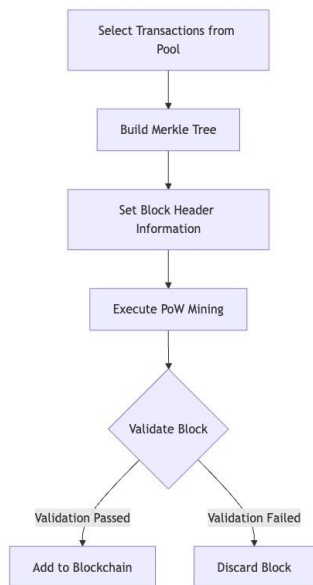 Select Transactions from
Pool
Build Merkle Tree
Set Block Header
Information
Execute PoW Mining
Validate Block
Validation Passed
Validation Failed
Add to Blockchain
Discard Block